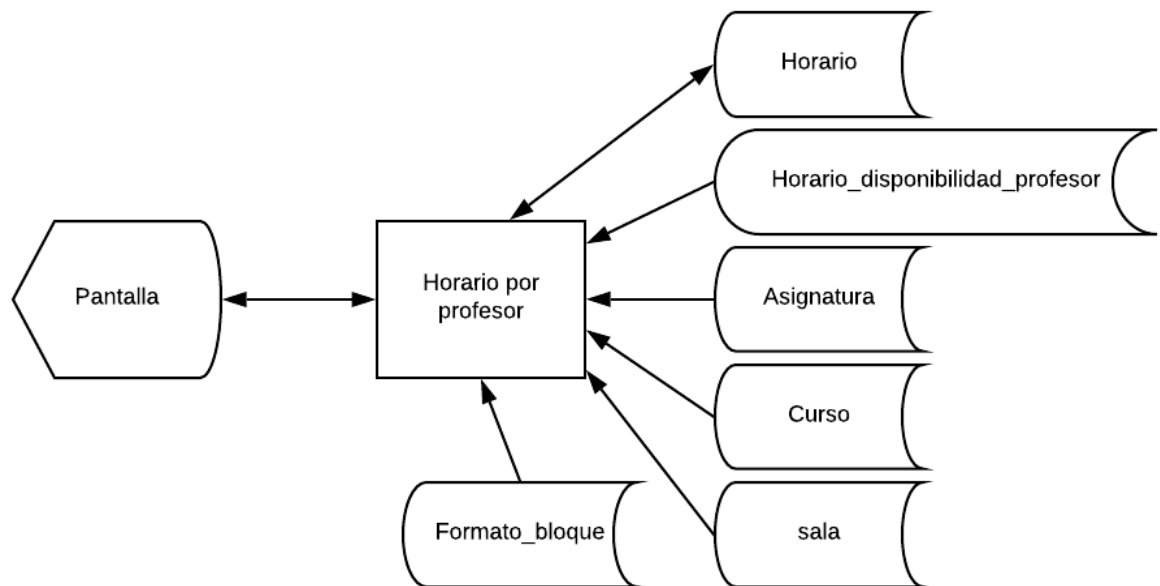 Horario
Horario_disponibilidad_profesor
Pantalla
Horario por
profesor
Asignatura
Curso
Formato_bloque
sala